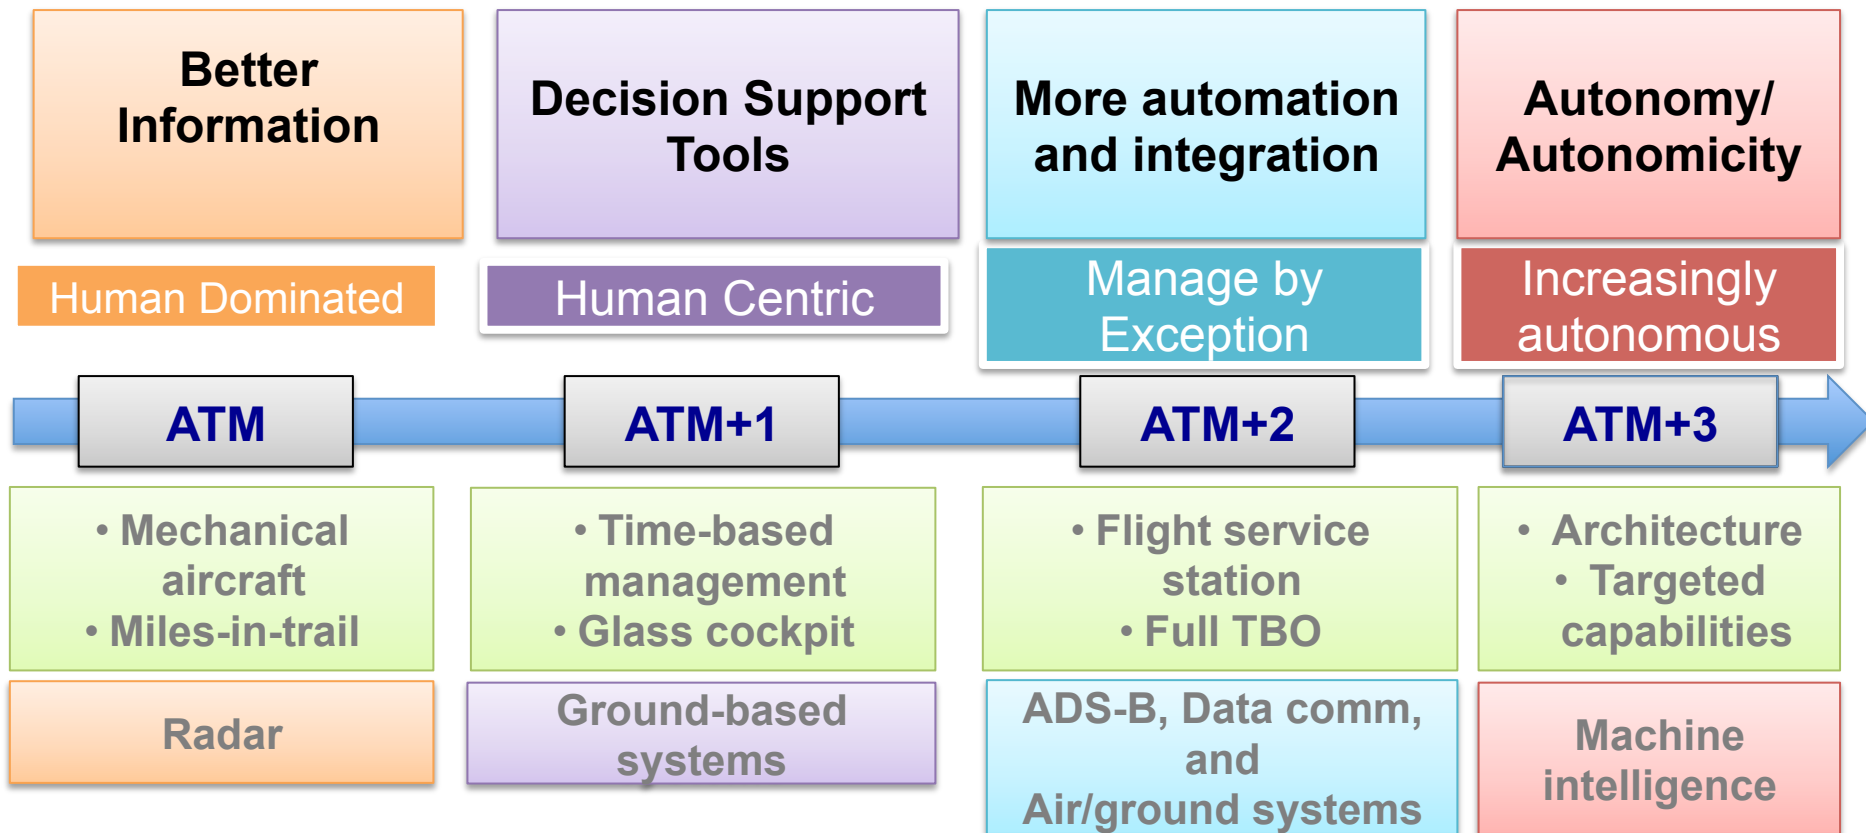 Better
Information
Decision Support
Tools
More automation
and integration
Autonomy/
Autonomicity
Human Dominated
Human Centric
Manage by
Exception
Increasingly
autonomous
ATM
ATM+1
ATM+2
ATM+3
• Mechanical
aircraft
• Miles-in-trail
• Time-based
management
• Glass cockpit
• Flight service
station
• Full TBO
• Architecture
• Targeted
capabilities
Radar
Ground-based
systems
ADS-B, Data comm,
and
Air/ground systems
Machine
intelligence